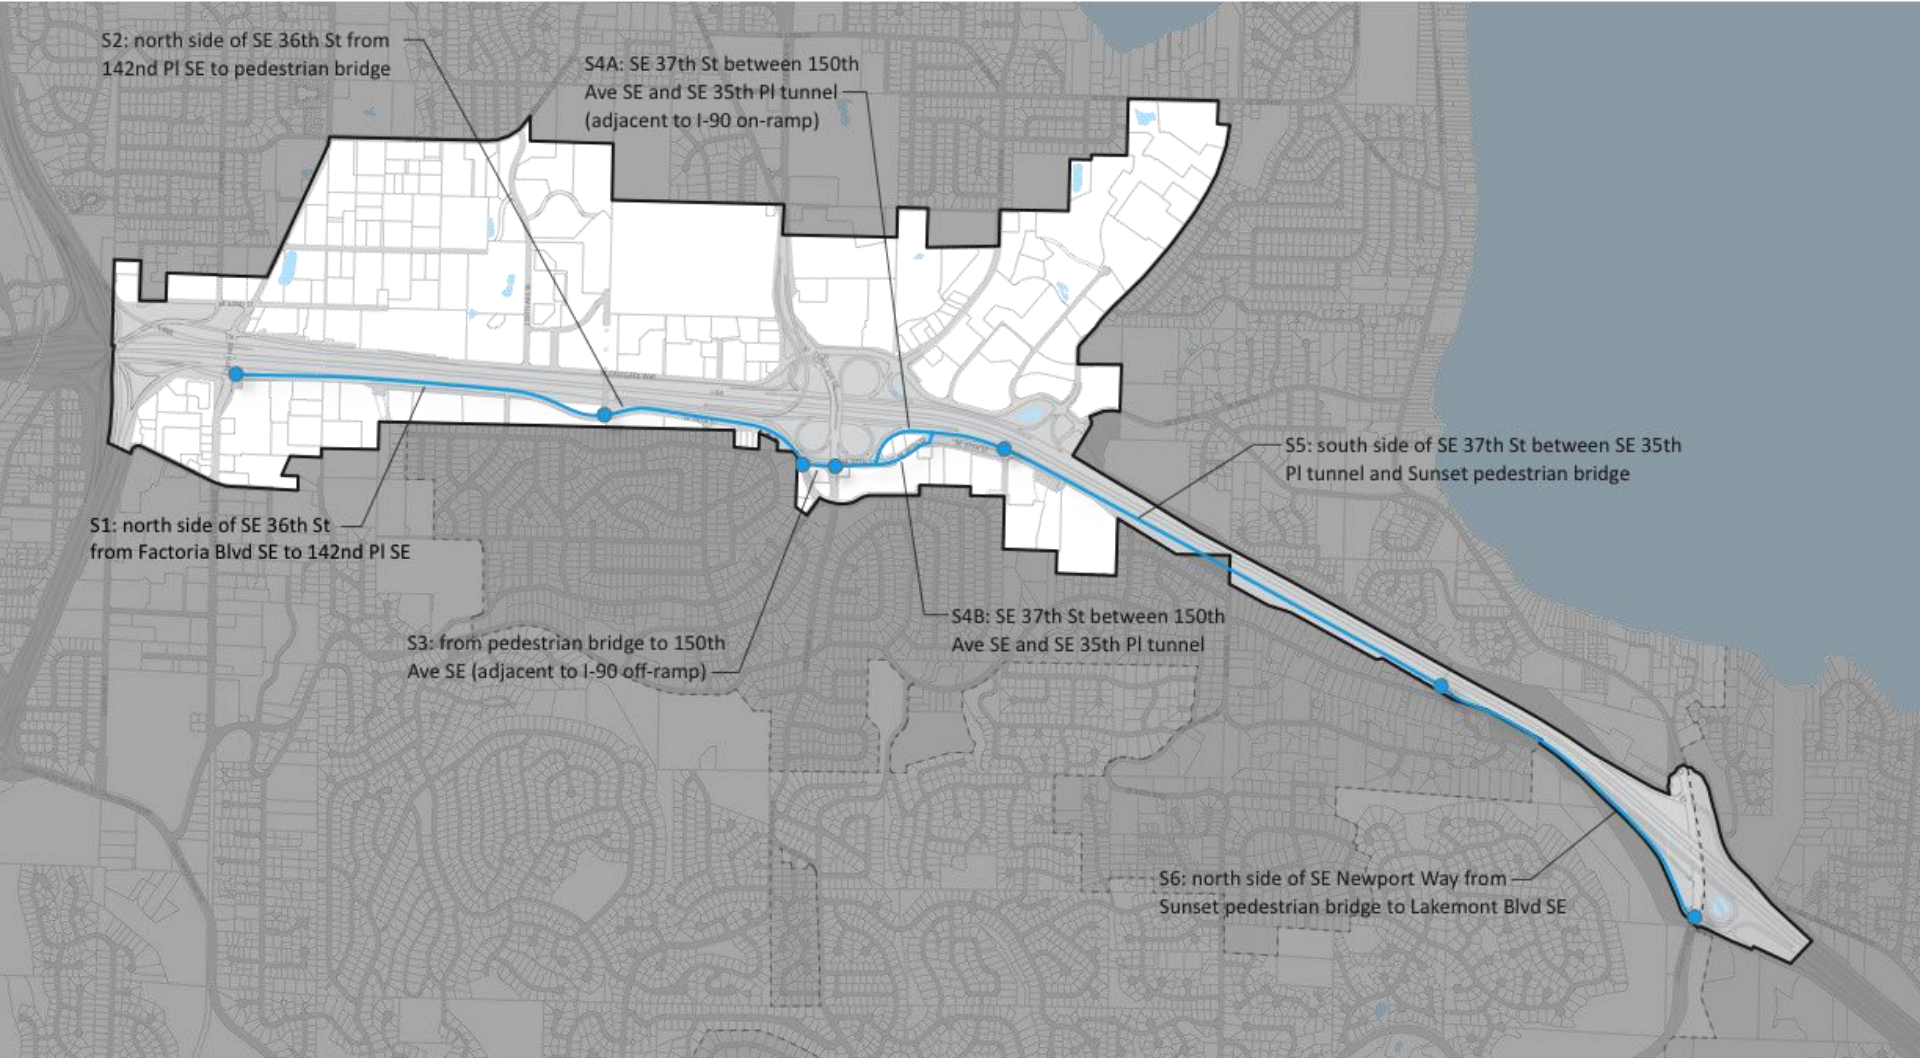 S2: north side of SE 36th St from
142nd Pl SE to pedestrian bridge
S4A: SE 37th St between 150th
Ave SE and SE 35th Pl tunnel
(adjacent to I-90 on-ramp)
S5: south side of SE 37th St between SE 35th
Pl tunnel and Sunset pedestrian bridge
S1: north side of SE 36th St
from Factoria Blvd SE to 142nd Pl SE
S4B: SE 37th St between 150th
Ave SE and SE 35th Pl tunnel
S3: from pedestrian bridge to 150th
Ave SE (adjacent to I-90 off-ramp)
S6: north side of SE Newport Way from
Sunset pedestrian bridge to Lakemont Blvd SE